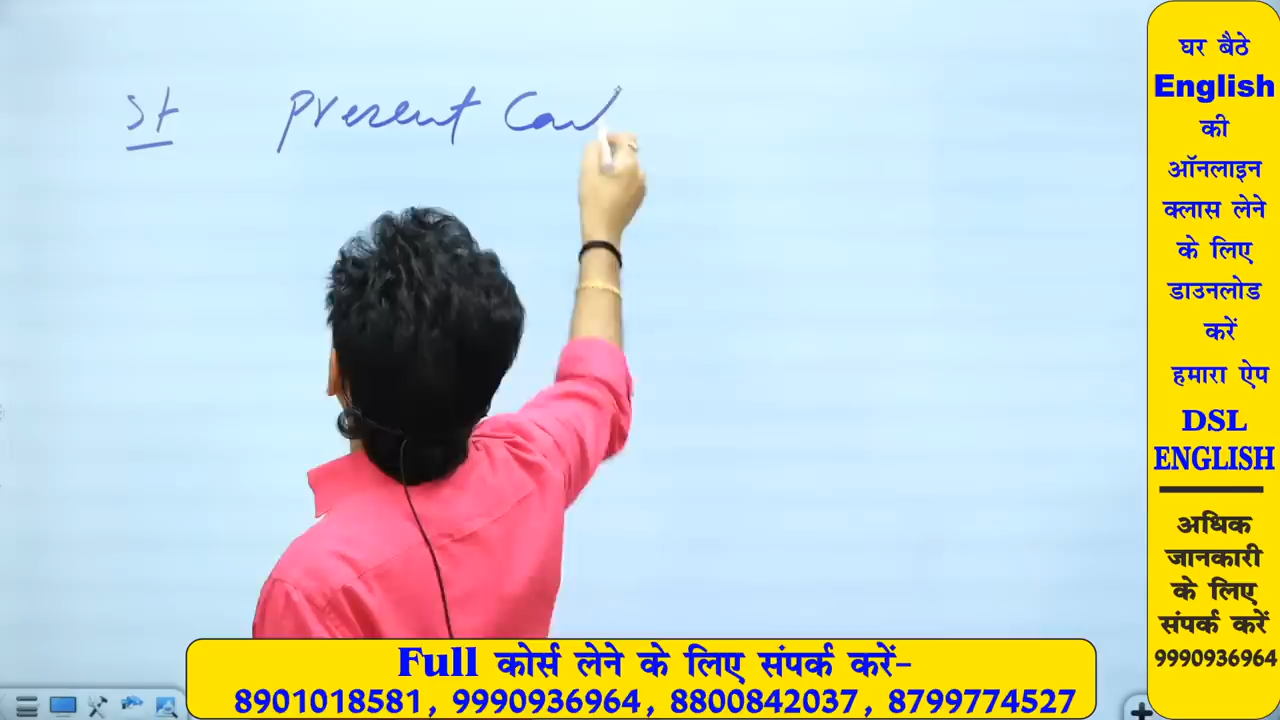 St present Con
घर बैठे
English
की
ऑनलाइन
क्लास लेने
के लिए
डाउनलोड
करें
हमारा ऐप
DSL
ENGLISH
अधिक
जानकारी
के लिए
संपर्क करें
9990936964
Full कोर्स लेने के लिए संपर्क करें-
8901018581, 9990936964, 8800842037, 8799774527